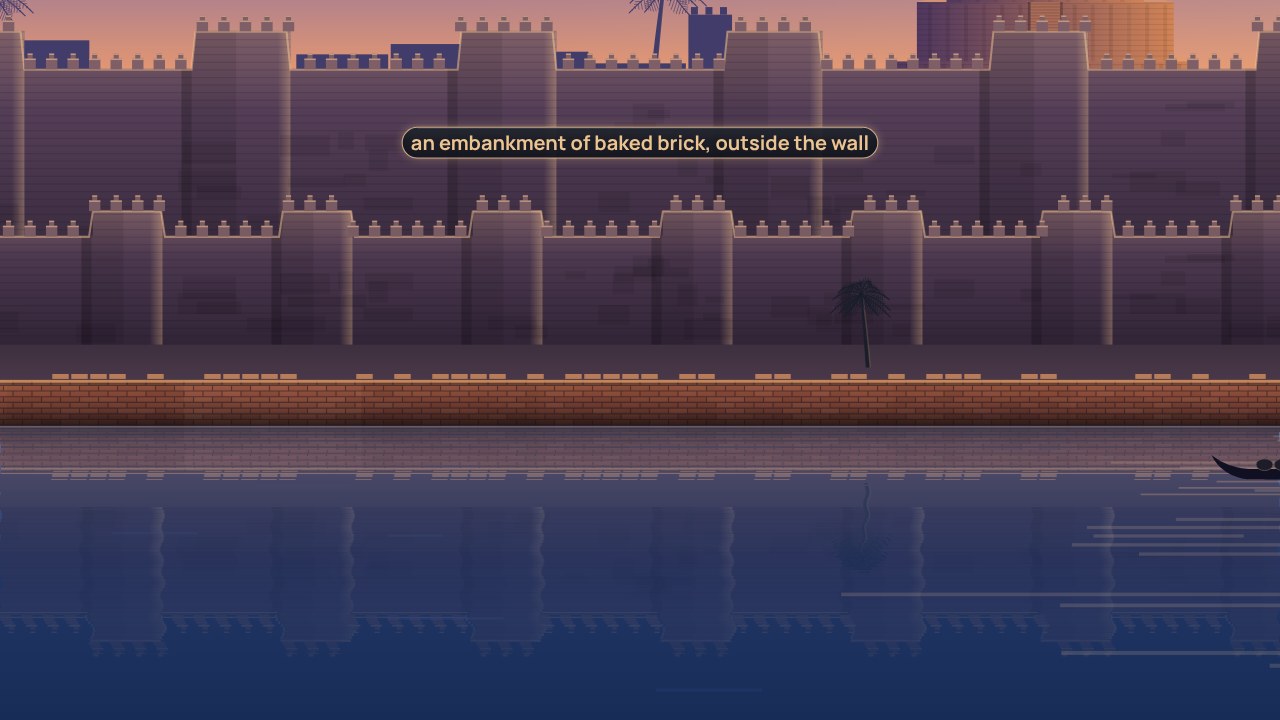 an embankment of baked brick, outside the wall